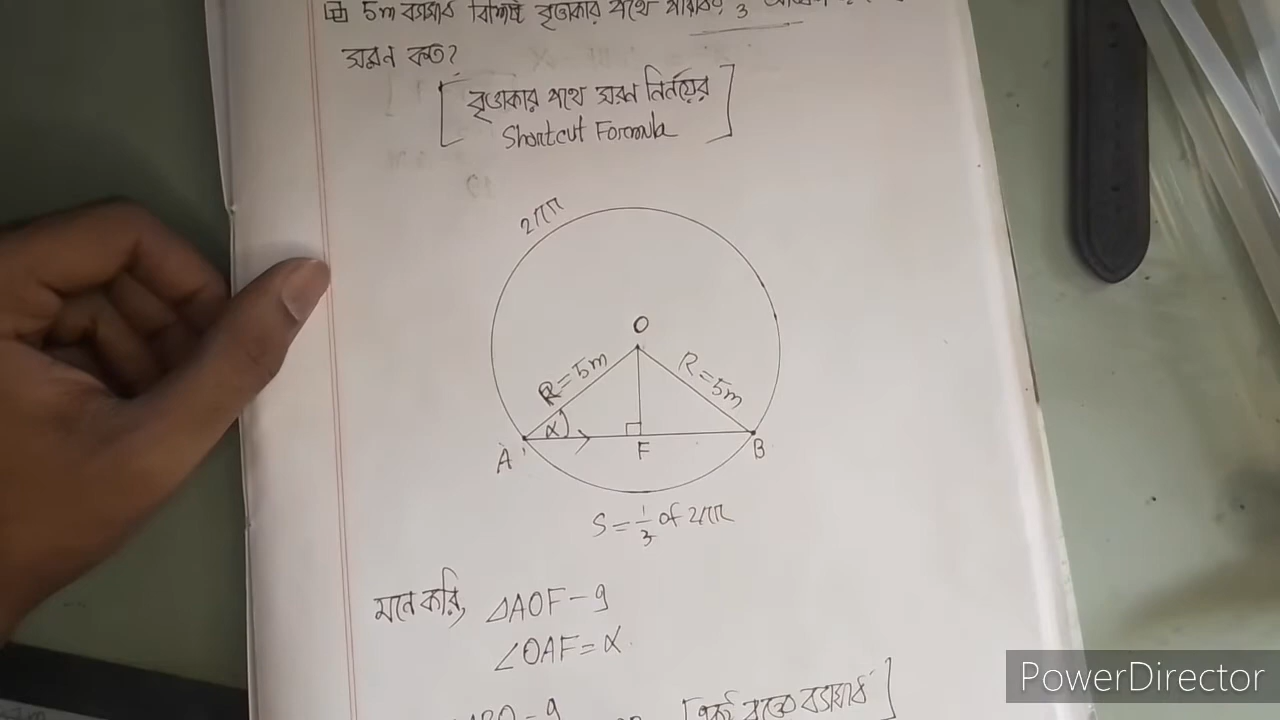 5m ব্যাসার্ধ বিশিষ্ট বৃত্তাকার পথে
সরণ কত?
[ বৃত্তাকার পথে সরণ নির্ণয়ের
Shortcut Formula ]
2πr
O
R=5m R=5m
α
A F B
S = 1/3 of 2πr
মনে করি, ΔAOF-এ
∠OAF = α
ব্যাসার্ধ ]
PowerDirector